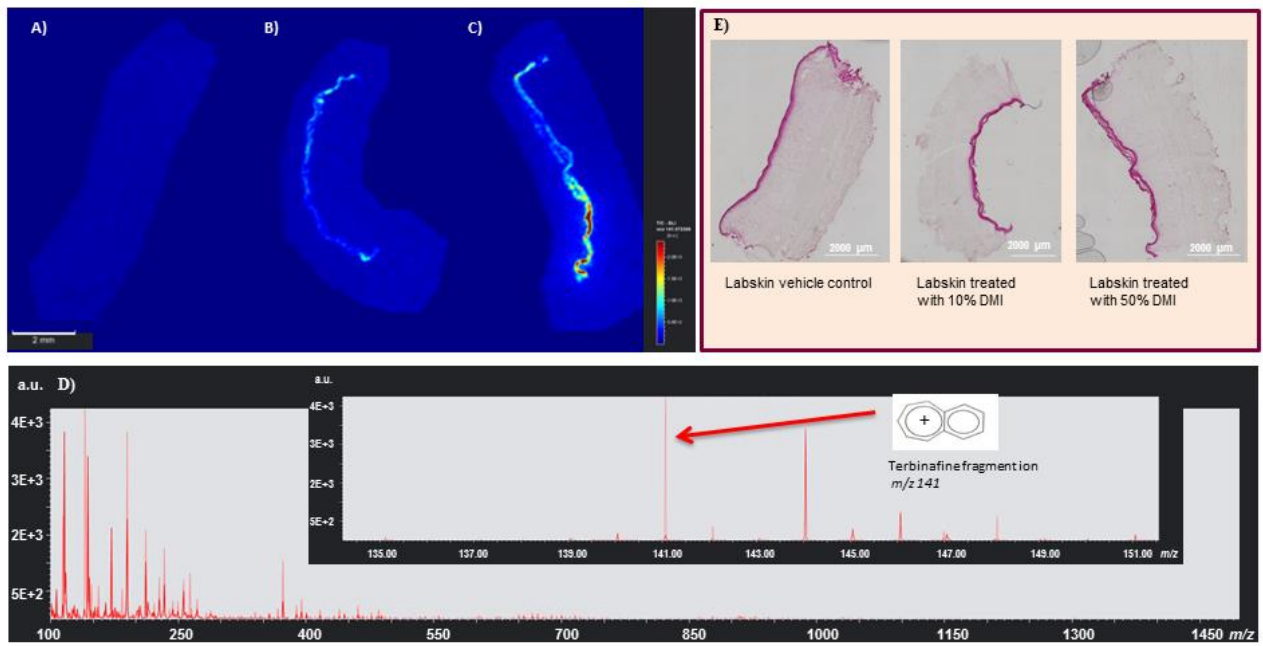 A)
B)
C)
2 mm
E)
2000 µm
2000 µm
2000 µm
Labskin vehicle control
Labskin treated
with 10% DMI
Labskin treated
with 50% DMI
a.u. D)
4E+3
3E+3
2E+3
5E+2
100 250 400 550 700 850 1000 1150 1300 1450 m/z
a.u.
4E+3
3E+3
2E+3
5E+2
135.00 137.00 139.00 141.00 143.00 145.00 147.00 149.00 151.00 m/z
+
Terbinafine fragment ion
m/z 141